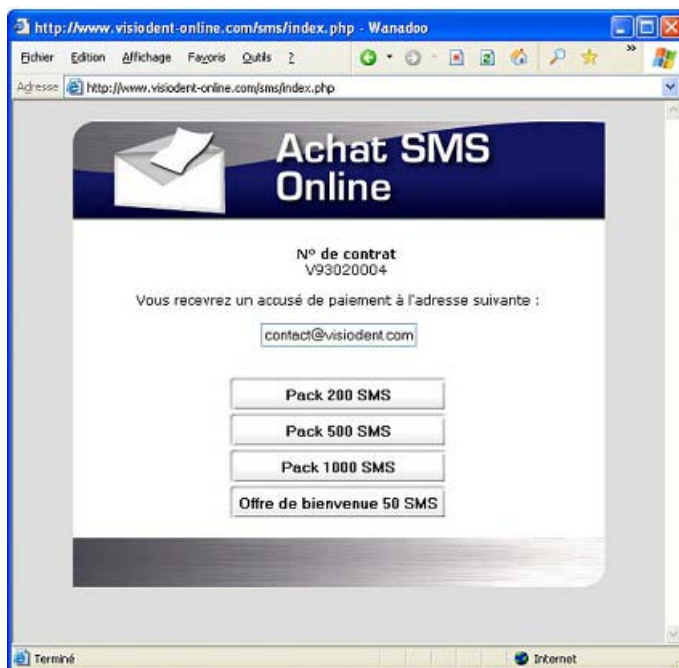 http://www.visiodent-online.com/sms/index.php - Wanadoo
Fichier Edition Affichage Favoris Outils ? »
Adresse http://www.visiodent-online.com/sms/index.php
Achat SMS
Online
N° de contrat
V93020004
Vous recevrez un accusé de paiement à l'adresse suivante :
contact@visiodent.com
Pack 200 SMS
Pack 500 SMS
Pack 1000 SMS
Offre de bienvenue 50 SMS
Terminé Internet